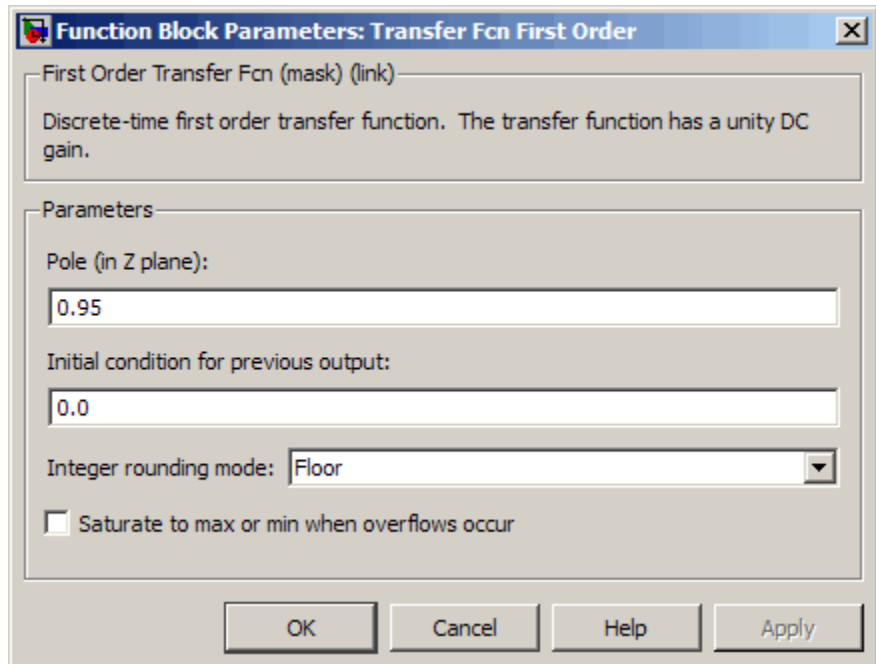 Function Block Parameters: Transfer Fcn First Order
First Order Transfer Fcn (mask) (link)
Discrete-time first order transfer function.  The transfer function has a unity DC
gain.
Parameters
Pole (in Z plane):
0.95
Initial condition for previous output:
0.0
Integer rounding mode: Floor
Saturate to max or min when overflows occur
OK Cancel Help Apply